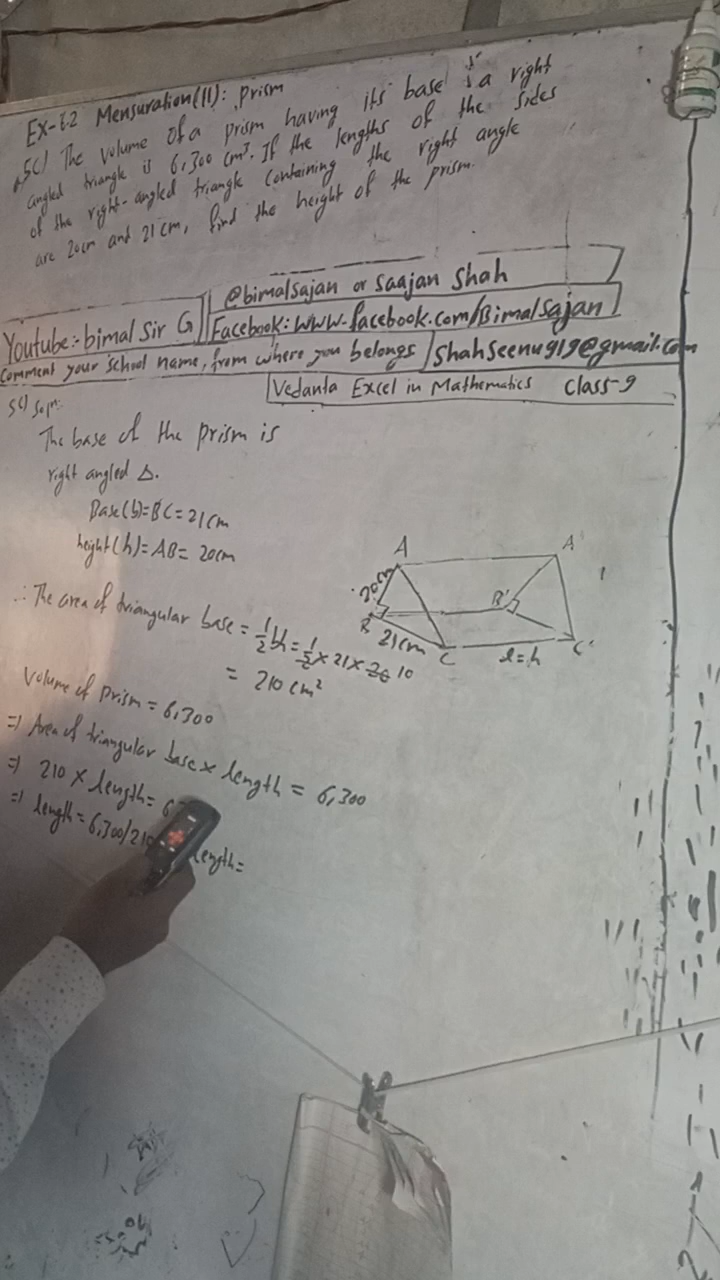 Ex-6.2 Mensuration(II): Prism
5c) The volume of a prism having its base is a right
angled triangle is 6,300 cm³. If the lengths of the sides
of the right-angled triangle containing the right angle
are 20cm and 21cm, find the height of the prism.
@bimalsajan or Saajan Shah
Youtube:- bimal Sir G
Facebook: www.facebook.com/Bimalsajan
Comment your school name, from where you belongs
shahseenu919@gmail.com
Vedanta Excel in Mathematics Class-9
5c) Solⁿ:
The base of the prism is
right angled Δ.
Base(b)=BC=21cm
height(h)=AB=20cm
∴ The area of triangular base = 1/2 bh = 1/2 × 21 × 20 10
= 210 cm²
Volume of prism = 6,300
⇒ Area of triangular base × length = 6,300
⇒ 210 × length = 6
⇒ length = 6,300/210 length=
A A'
20cm
B B'
21cm
C l=h C'